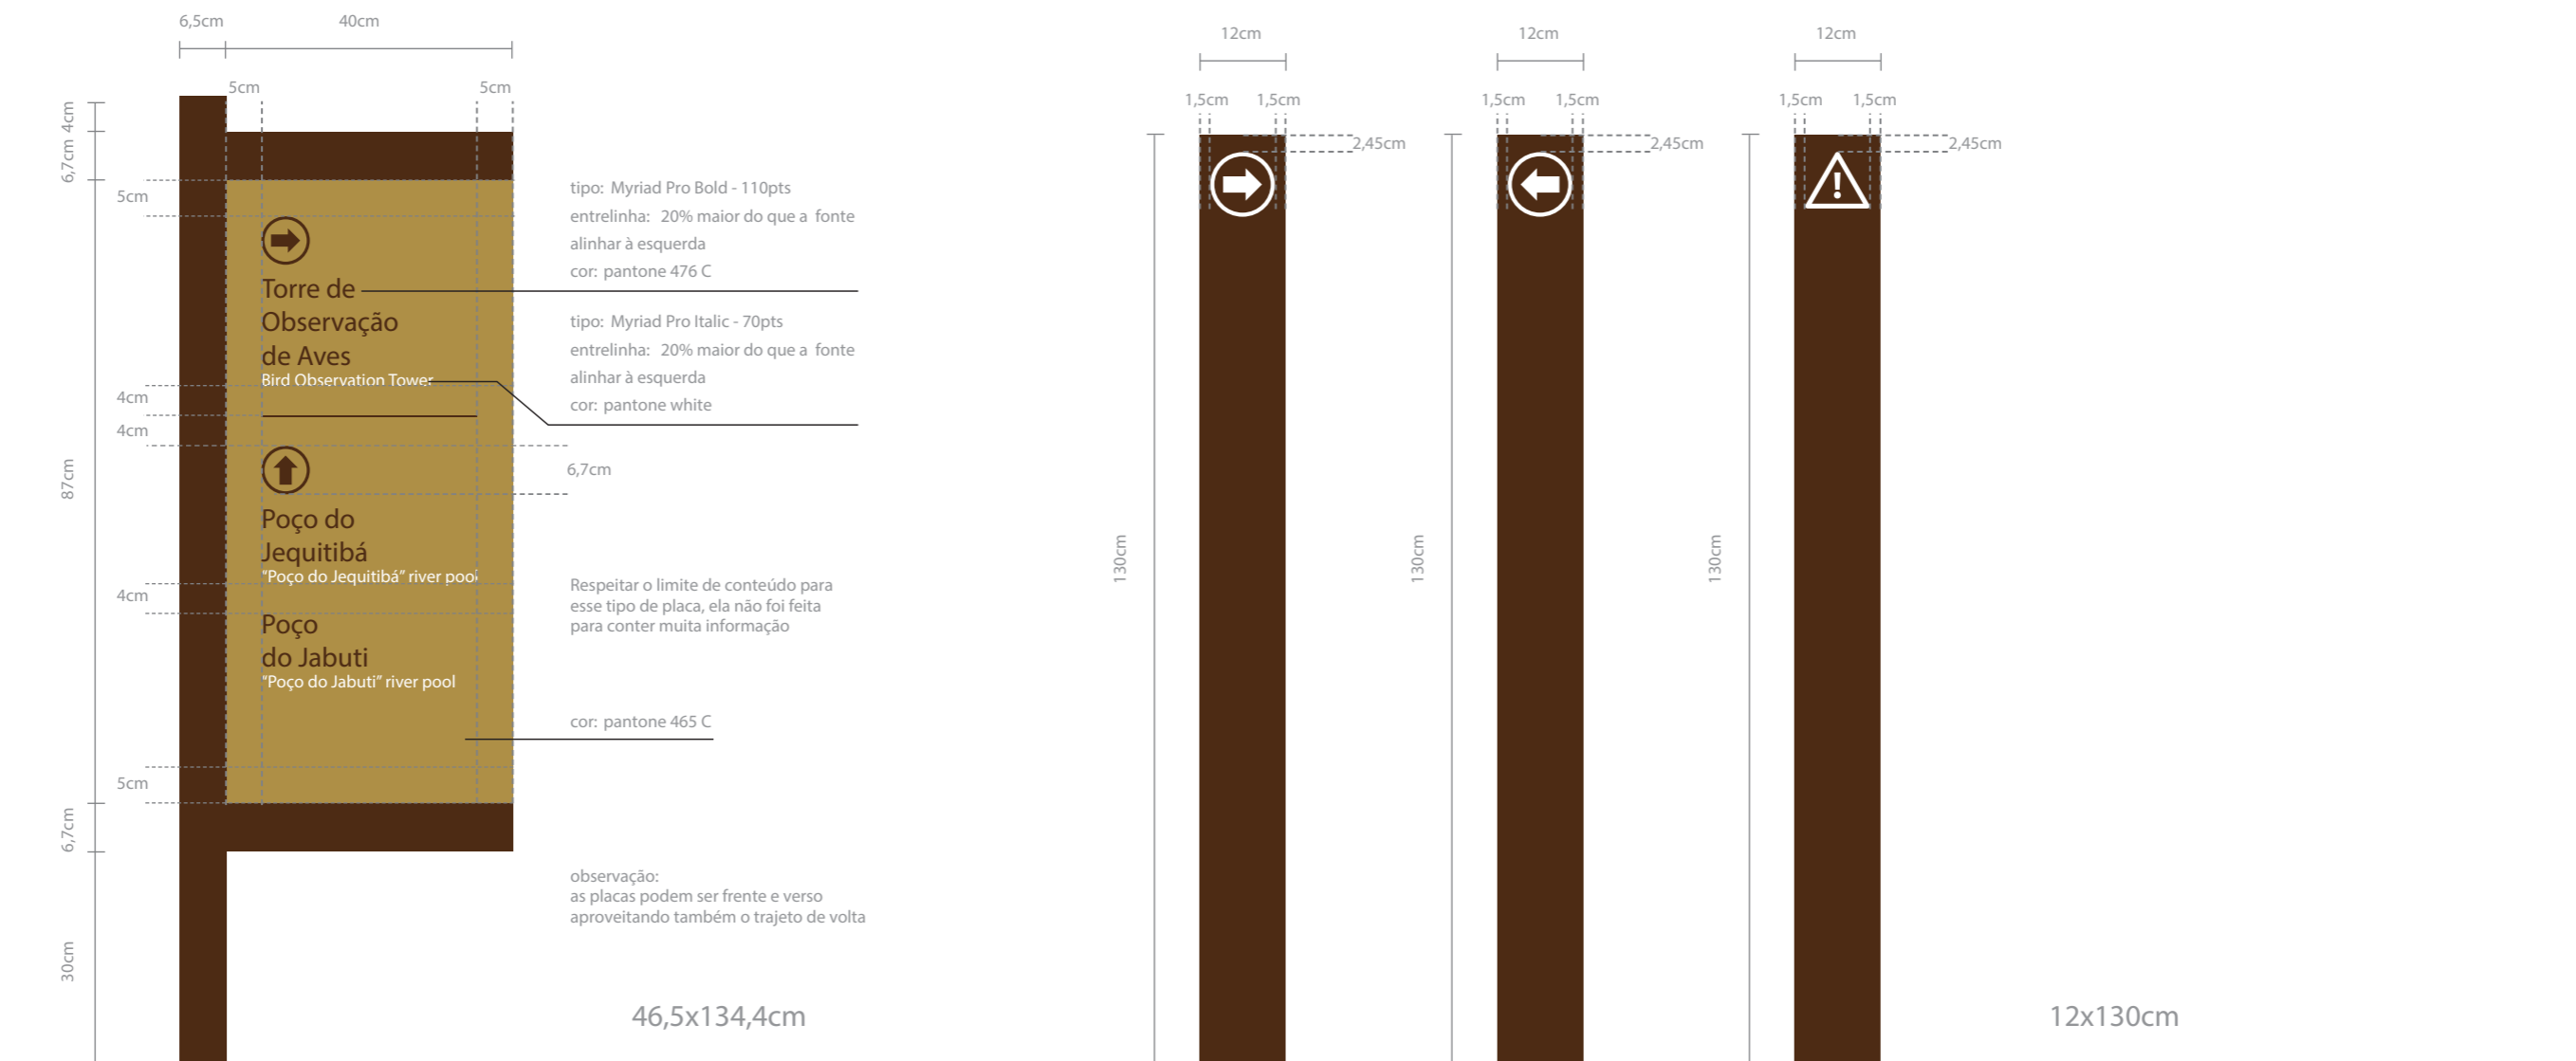 6,5cm
40cm
5cm
5cm
4cm
6,7cm
5cm
Torre de
Observação
de Aves
Bird Observation Tower
4cm
4cm
87cm
6,7cm
Poço do
Jequitibá
"Poço do Jequitibá" river pool
4cm
Poço
do Jabuti
"Poço do Jabuti" river pool
5cm
6,7cm
30cm
tipo: Myriad Pro Bold - 110pts
entrelinha: 20% maior do que a fonte
alinhar à esquerda
cor: pantone 476 C
tipo: Myriad Pro Italic - 70pts
entrelinha: 20% maior do que a fonte
alinhar à esquerda
cor: pantone white
Respeitar o limite de conteúdo para
esse tipo de placa, ela não foi feita
para conter muita informação
cor: pantone 465 C
observação:
as placas podem ser frente e verso
aproveitando também o trajeto de volta
46,5x134,4cm
12cm
1,5cm
1,5cm
2,45cm
130cm
12cm
1,5cm
1,5cm
2,45cm
130cm
12cm
1,5cm
1,5cm
2,45cm
!
130cm
12x130cm